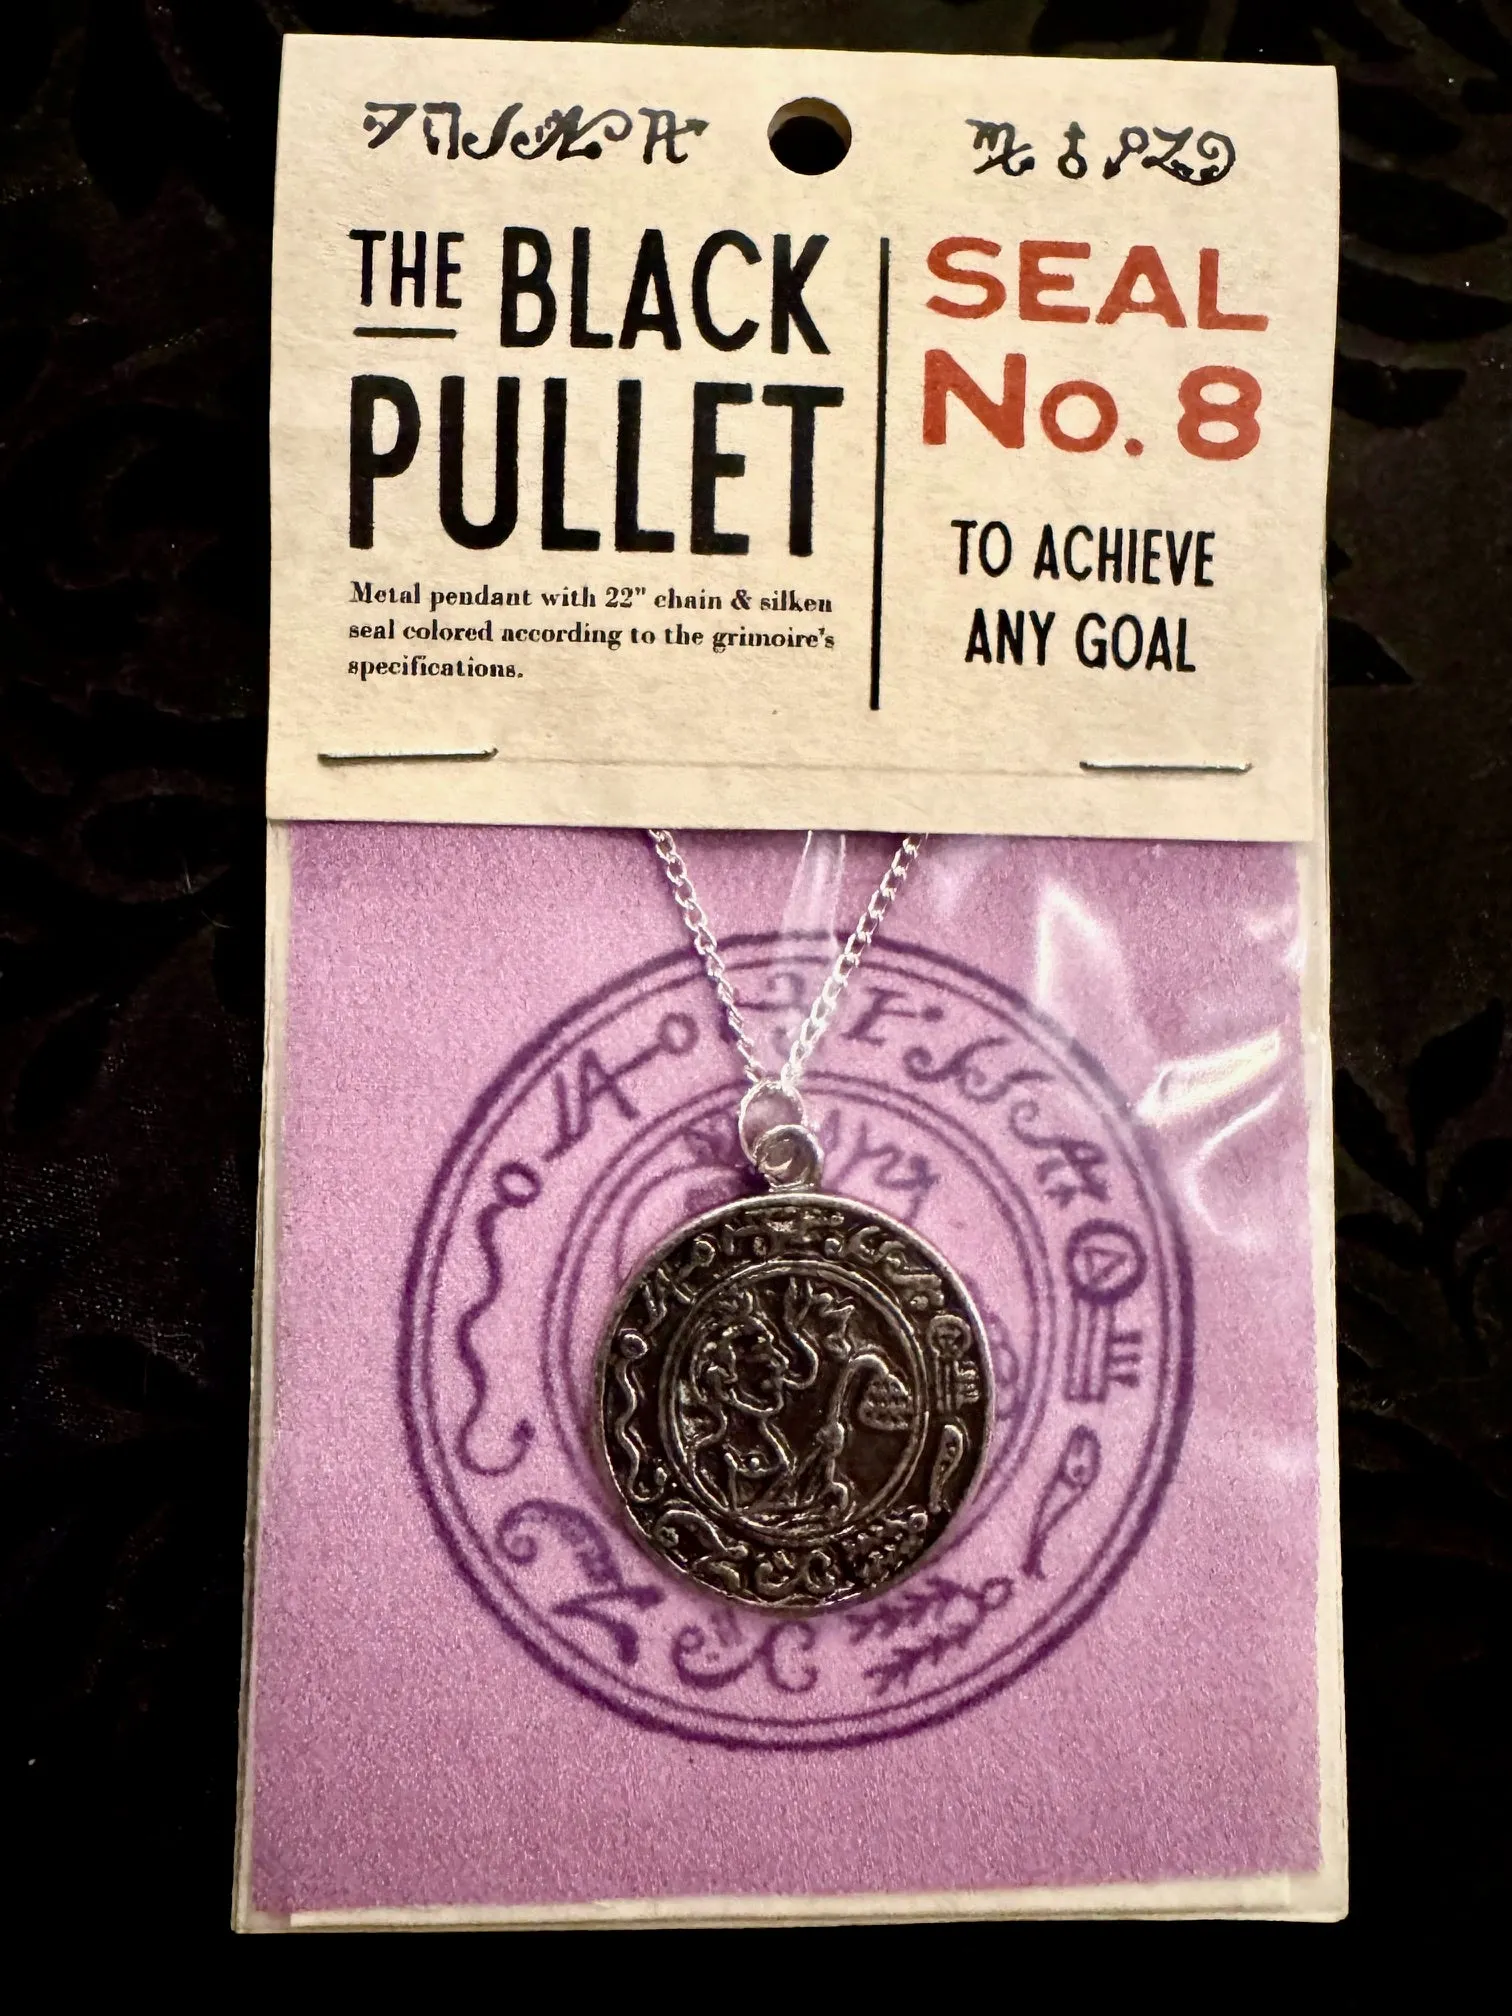 THE BLACK
PULLET
Metal pendant with 22" chain & silken
seal colored according to the grimoire's
specifications.
SEAL
No. 8
TO ACHIEVE
ANY GOAL